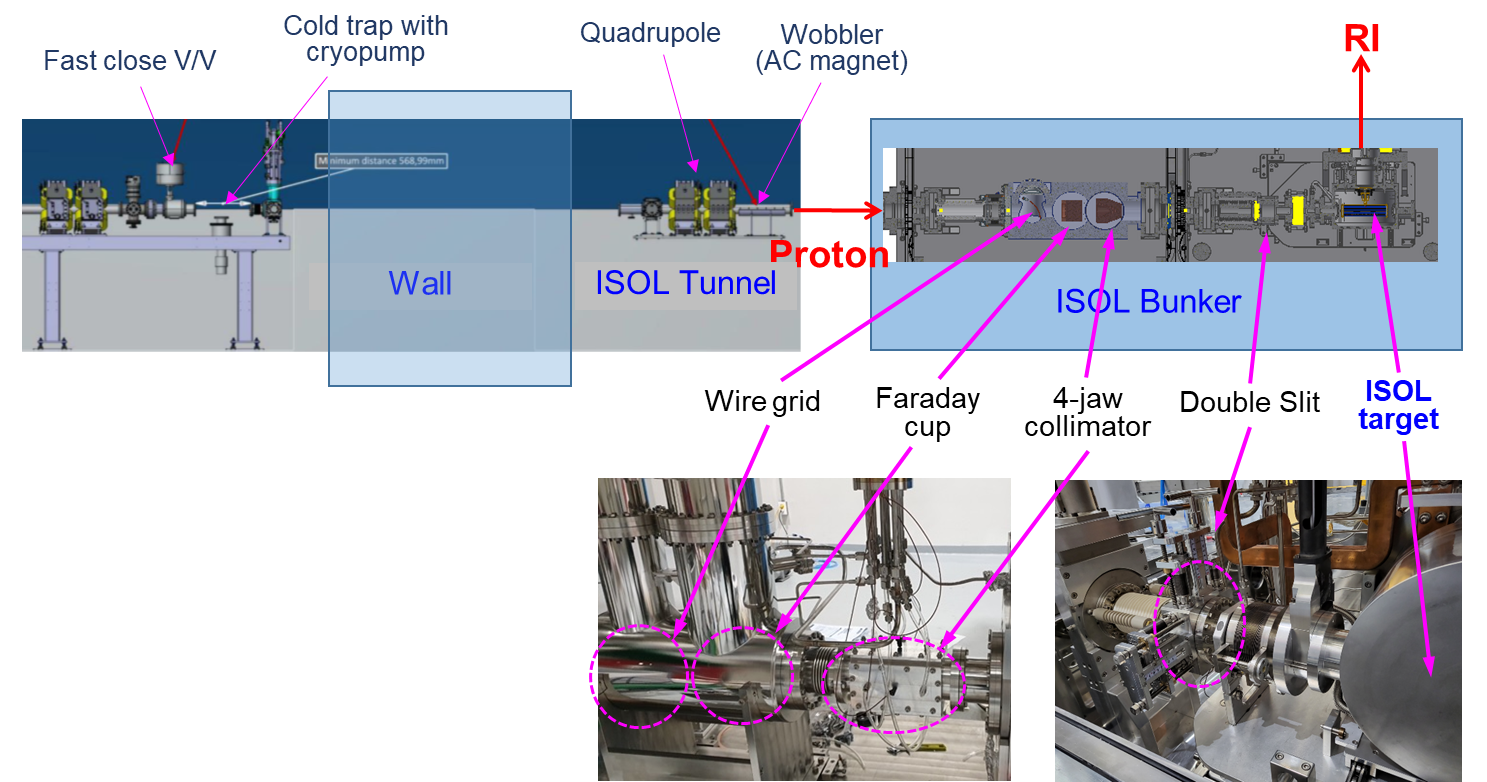 Fast close V/V
Cold trap with
cryopump
Quadrupole
Wobbler
(AC magnet)
RI
Minimum distance 568,99mm
Proton
Wall
ISOL Tunnel
ISOL Bunker
Wire grid
Faraday
cup
4-jaw
collimator
Double Slit
ISOL
target